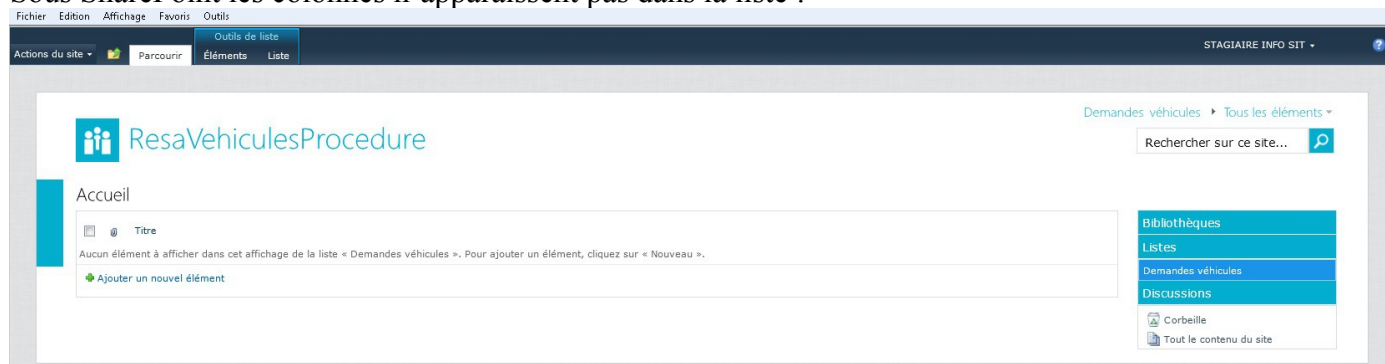 Sous SharePoint les colonnes n'apparaissent pas dans la liste :
Fichier Edition Affichage Favoris Outils
Outils de liste
Actions du site Parcourir Éléments Liste
STAGIAIRE INFO SIT
Demandes véhicules Tous les éléments
ResaVehiculesProcedure
Rechercher sur ce site...
Accueil
Titre
Aucun élément à afficher dans cet affichage de la liste « Demandes véhicules ». Pour ajouter un élément, cliquez sur « Nouveau ».
Ajouter un nouvel élément
Bibliothèques
Listes
Demandes véhicules
Discussions
Corbeille
Tout le contenu du site